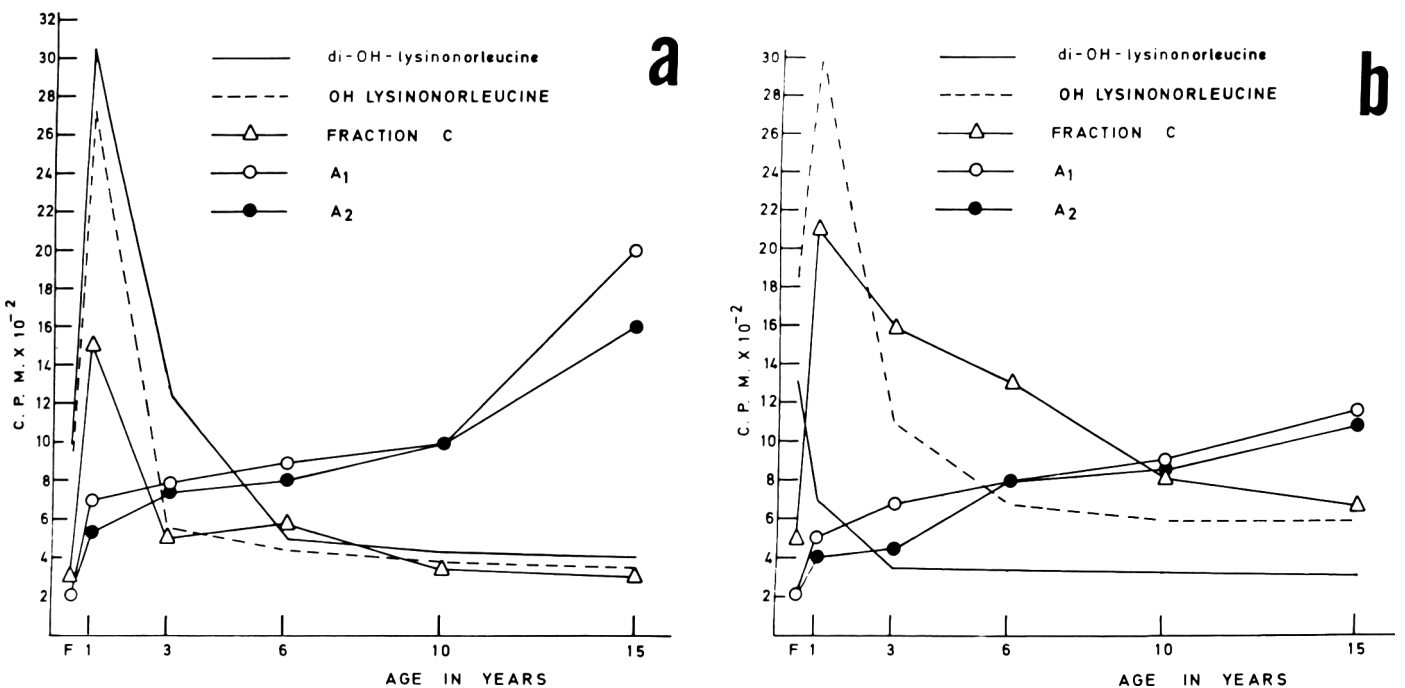 a
di-OH-lysinonorleucine
OH LYSINONORLEUCINE
FRACTION C
A1
A2
32
30
28
26
24
22
20
18
16
14
12
10
8
6
4
2
C. P. M. X 10-2
F 1 3 6 10 15
AGE IN YEARS
b
di-OH-lysinonorleucine
OH LYSINONORLEUCINE
FRACTION C
A1
A2
30
28
26
24
22
20
18
16
14
12
10
8
6
4
2
C. P. M. X 10-2
F 1 3 6 10 15
AGE IN YEARS